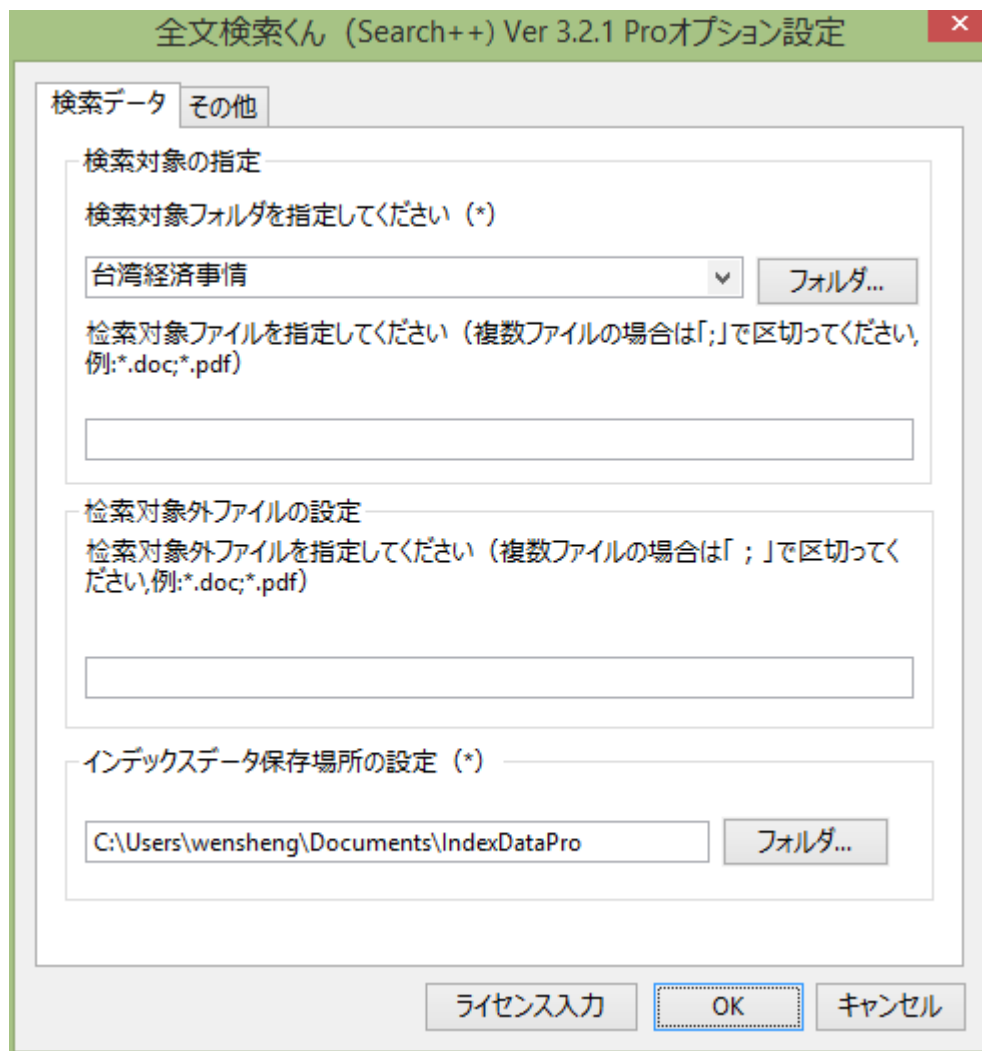 全文検索くん（Search++) Ver 3.2.1 Proオプション設定
検索データ
その他
検索対象の指定
検索対象フォルダを指定してください（*）
台湾経済事情
フォルダ...
检索対象ファイルを指定してください（複数ファイルの場合は「;」で区切ってください,
例:*.doc;*.pdf）
检索対象外ファイルの設定
检索対象外ファイルを指定してください（複数ファイルの場合は「；」で区切ってく
ださい,例:*.doc;*.pdf）
インデックスデータ保存場所の設定（*）
C:\Users\wensheng\Documents\IndexDataPro
フォルダ...
ライセンス入力
OK
キャンセル